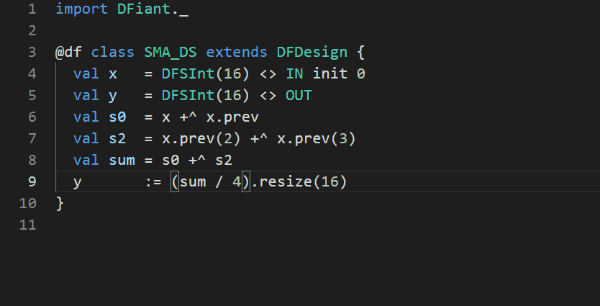 1 import DFiant._
2
3 @df class SMA_DS extends DFDesign {
4   val x   = DFSInt(16) <> IN init 0
5   val y   = DFSInt(16) <> OUT
6   val s0  = x +^ x.prev
7   val s2  = x.prev(2) +^ x.prev(3)
8   val sum = s0 +^ s2
9   y       := (sum / 4).resize(16)
10 }
11